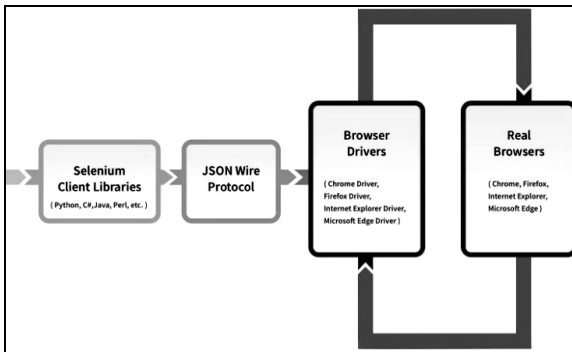 Selenium
Client Libraries
( Python, C#,Java, Perl, etc. )
JSON Wire
Protocol
Browser
Drivers
( Chrome Driver,
Firefox Driver,
Internet Explorer Driver,
Microsoft Edge Driver )
Real
Browsers
( Chrome, Firefox,
Internet Explorer,
Microsoft Edge )